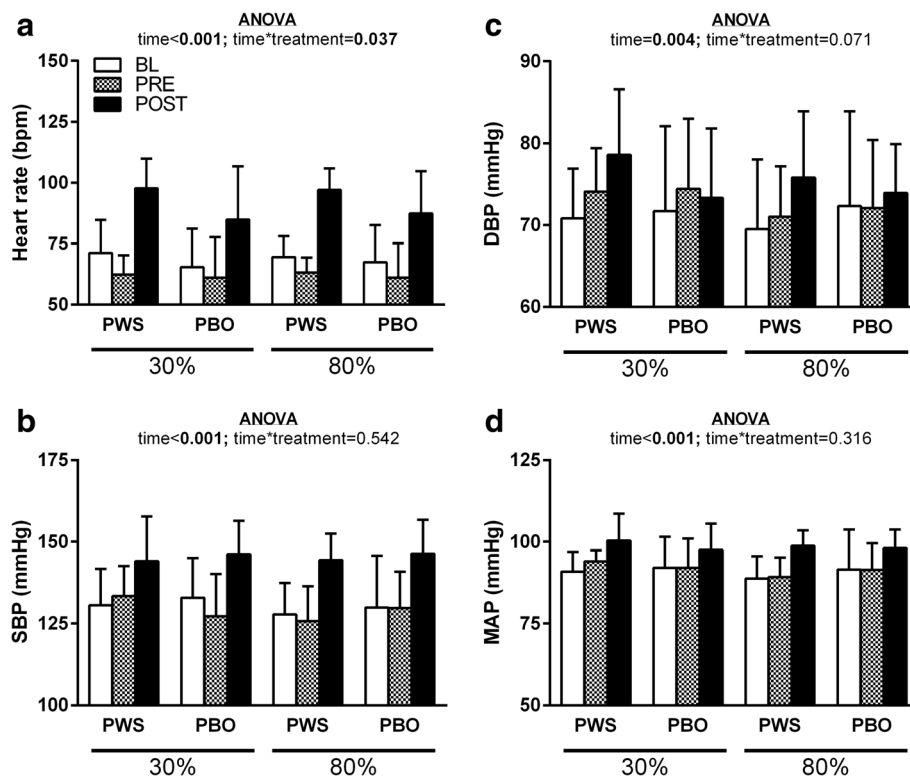 a
ANOVA
time<0.001; time*treatment=0.037
150
125
100
75
50
Heart rate (bpm)
BL
PRE
POST
PWS PBO PWS PBO
30% 80%
c
ANOVA
time=0.004; time*treatment=0.071
90
80
70
60
DBP (mmHg)
PWS PBO PWS PBO
30% 80%
b
ANOVA
time<0.001; time*treatment=0.542
175
150
125
100
SBP (mmHg)
PWS PBO PWS PBO
30% 80%
d
ANOVA
time<0.001; time*treatment=0.316
125
100
75
50
MAP (mmHg)
PWS PBO PWS PBO
30% 80%